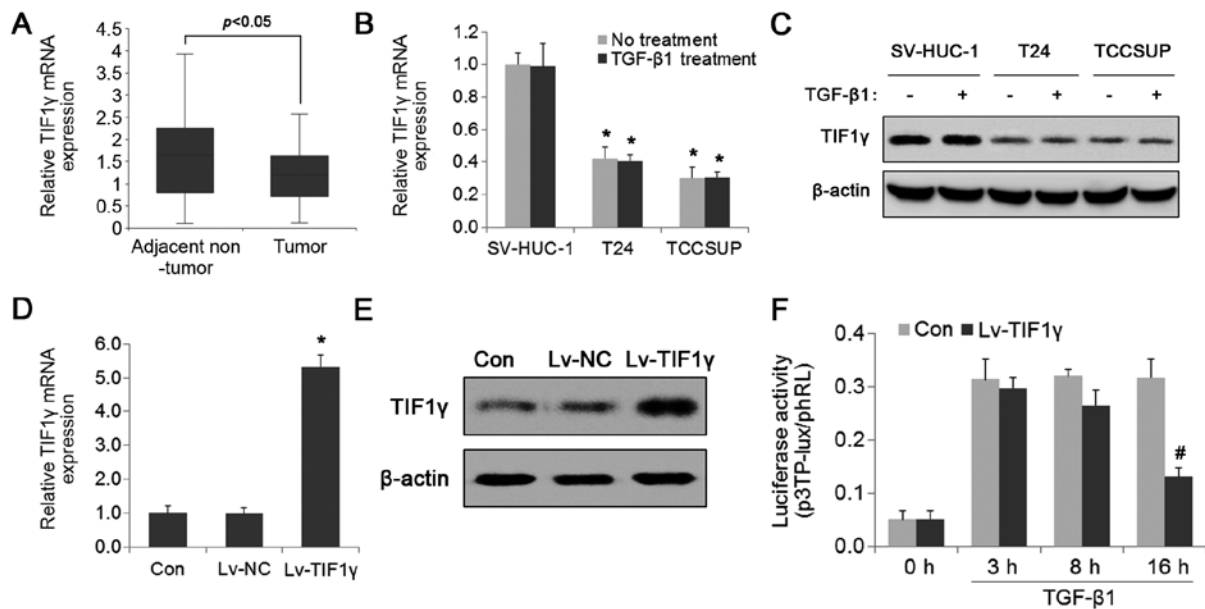 A
p<0.05
Relative TIF1γ mRNA
expression
4.5
4
3.5
3
2.5
2
1.5
1
0.5
0
Adjacent non
-tumor
Tumor
B
No treatment
TGF-β1 treatment
Relative TIF1γ mRNA
expression
1.2
1.0
0.8
0.6
0.4
0.2
0.0
* * * *
SV-HUC-1 T24 TCCSUP
C
SV-HUC-1 T24 TCCSUP
TGF-β1: - + - + - +
TIF1γ
β-actin
D
Relative TIF1γ mRNA
expression
6.0
5.0
4.0
3.0
2.0
1.0
0.0
*
Con Lv-NC Lv-TIF1γ
E
Con Lv-NC Lv-TIF1γ
TIF1γ
β-actin
F
Con Lv-TIF1γ
Luciferase activity
(p3TP-lux/phRL)
0.4
0.3
0.2
0.1
0.0
#
0 h 3 h 8 h 16 h
TGF-β1